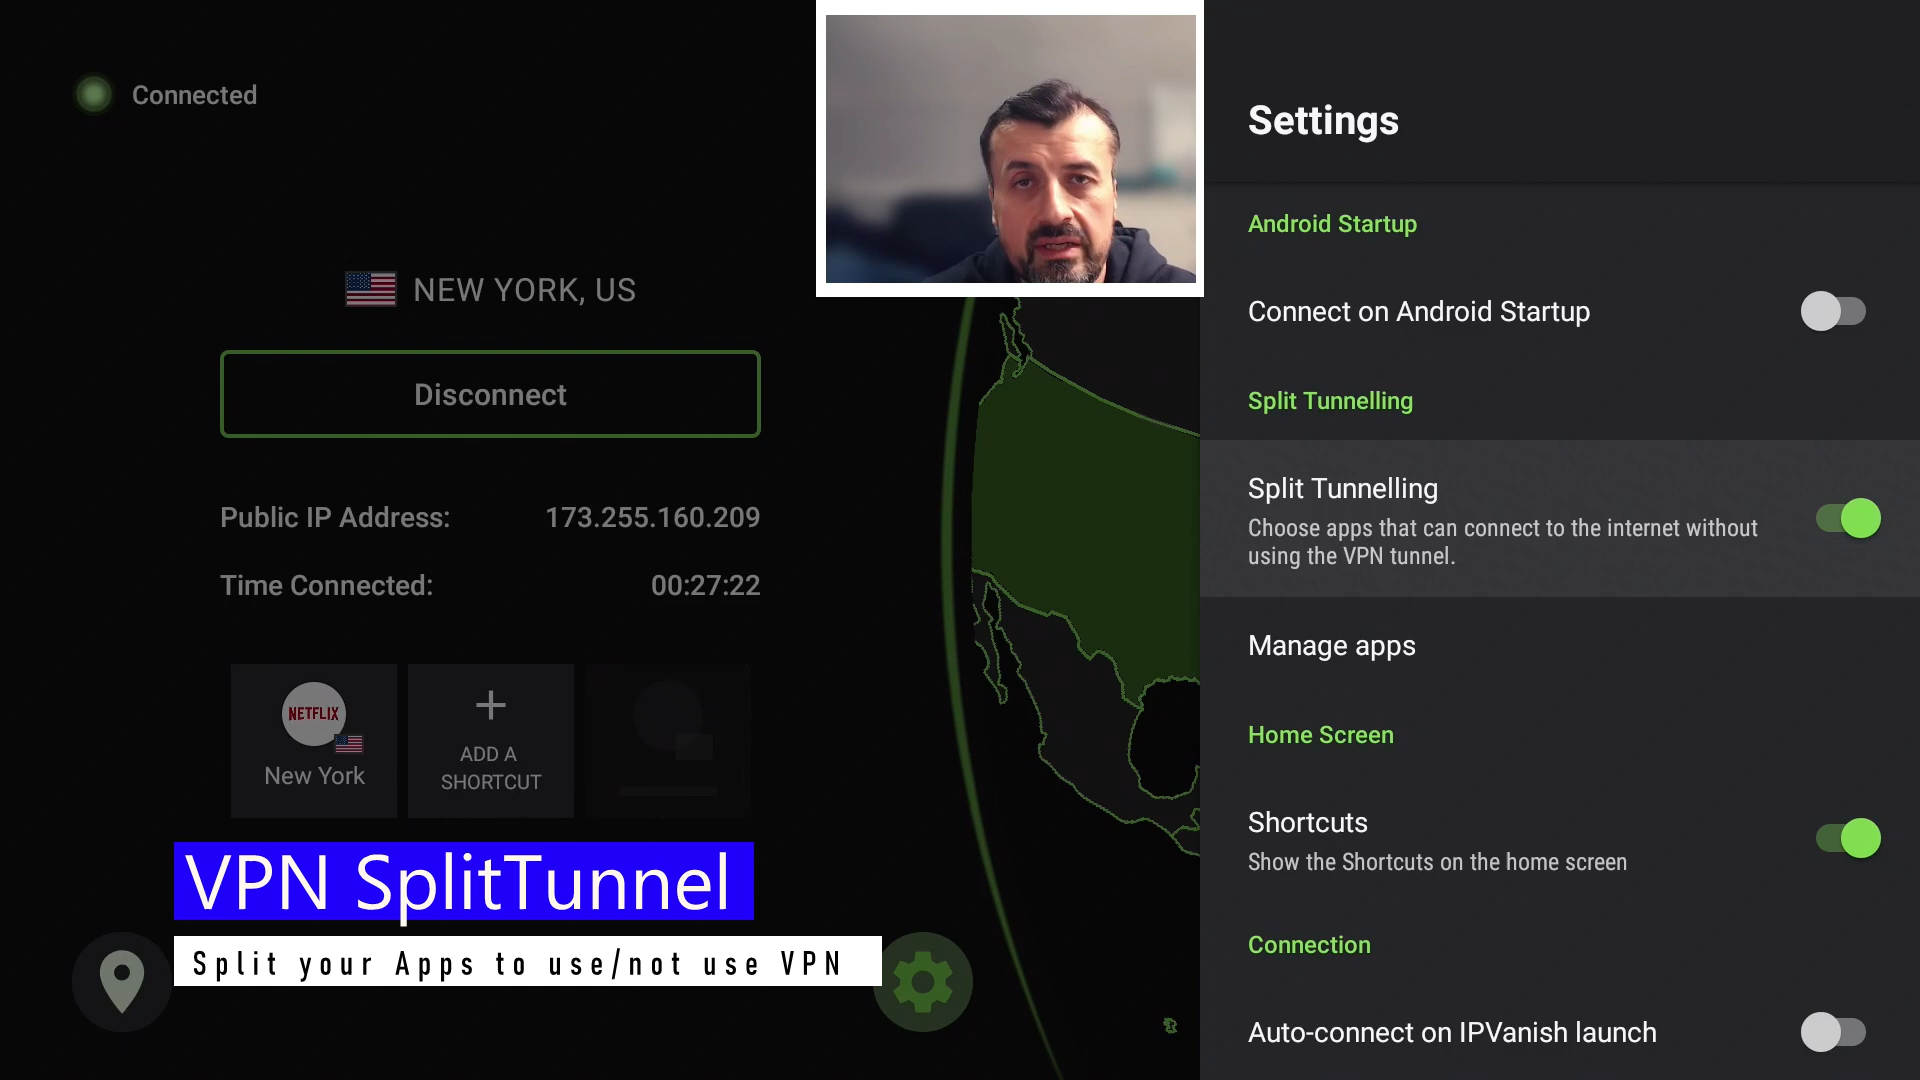 Connected
NEW YORK, US
Disconnect
Public IP Address: 173.255.160.209
Time Connected: 00:27:22
NETFLIX
New York
ADD A
SHORTCUT
VPN SplitTunnel
Split your Apps to use/not use VPN
Settings
Android Startup
Connect on Android Startup
Split Tunnelling
Split Tunnelling
Choose apps that can connect to the internet without
using the VPN tunnel.
Manage apps
Home Screen
Shortcuts
Show the Shortcuts on the home screen
Connection
Auto-connect on IPVanish launch